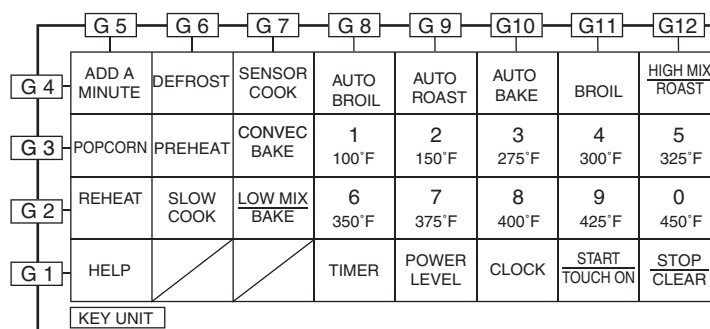 G 5 G 6 G 7 G 8 G 9 G10 G11 G12
G 4 ADD A MINUTE DEFROST SENSOR COOK AUTO BROIL AUTO ROAST AUTO BAKE BROIL HIGH MIX ROAST
G 3 POPCORN PREHEAT CONVEC BAKE 1 100˚F 2 150˚F 3 275˚F 4 300˚F 5 325˚F
G 2 REHEAT SLOW COOK LOW MIX BAKE 6 350˚F 7 375˚F 8 400˚F 9 425˚F 0 450˚F
G 1 HELP TIMER POWER LEVEL CLOCK START TOUCH ON STOP CLEAR
KEY UNIT